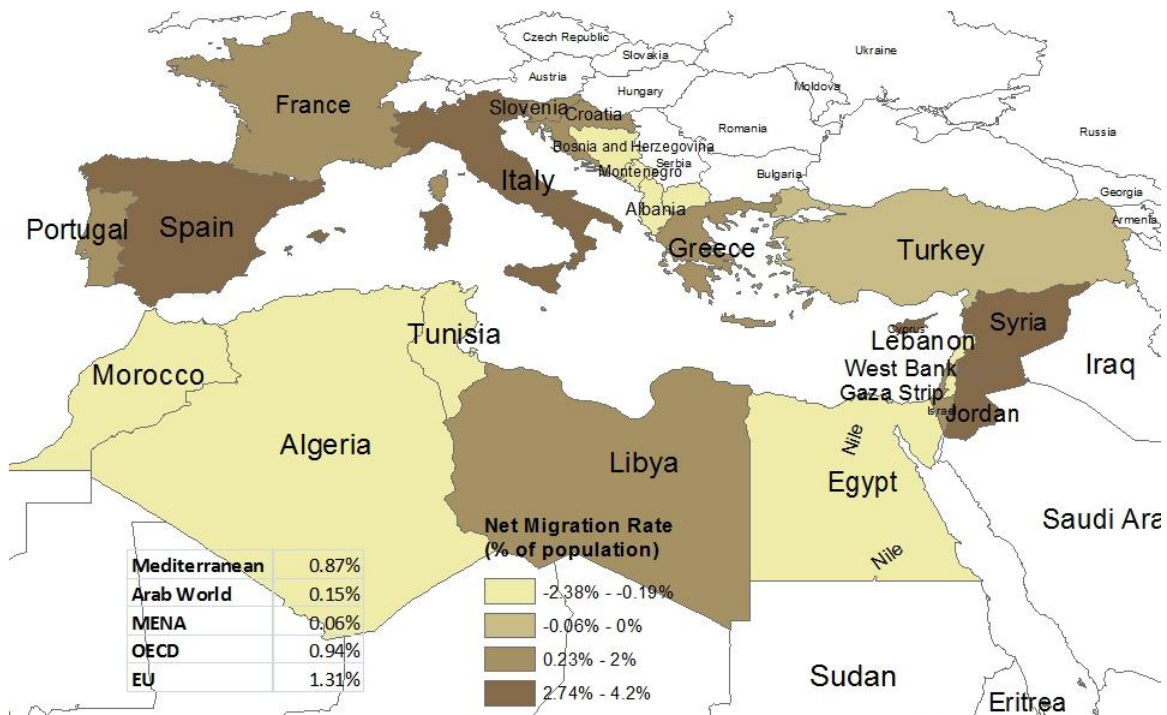 Czech Republic
Ukraine
Slovakia
Austria
Moldova
Hungary
France
Slovenia
Croatia
Romania
Russia
Bosnia and Herzegovina
Serbia
Montenegro
Bulgaria
Italy
Georgia
Albania
Armenia
Portugal
Spain
Greece
Turkey
Tunisia
Cyprus
Syria
Lebanon
Morocco
West Bank
Iraq
Gaza Strip
Israel
Jordan
Algeria
Nile
Libya
Egypt
Saudi Ara
Net Migration Rate
(% of population)
Nile
Mediterranean 0.87%
Arab World 0.15%
MENA 0.06%
OECD 0.94%
EU 1.31%
-2.38% - -0.19%
-0.06% - 0%
0.23% - 2%
2.74% - 4.2%
Sudan
Eritrea